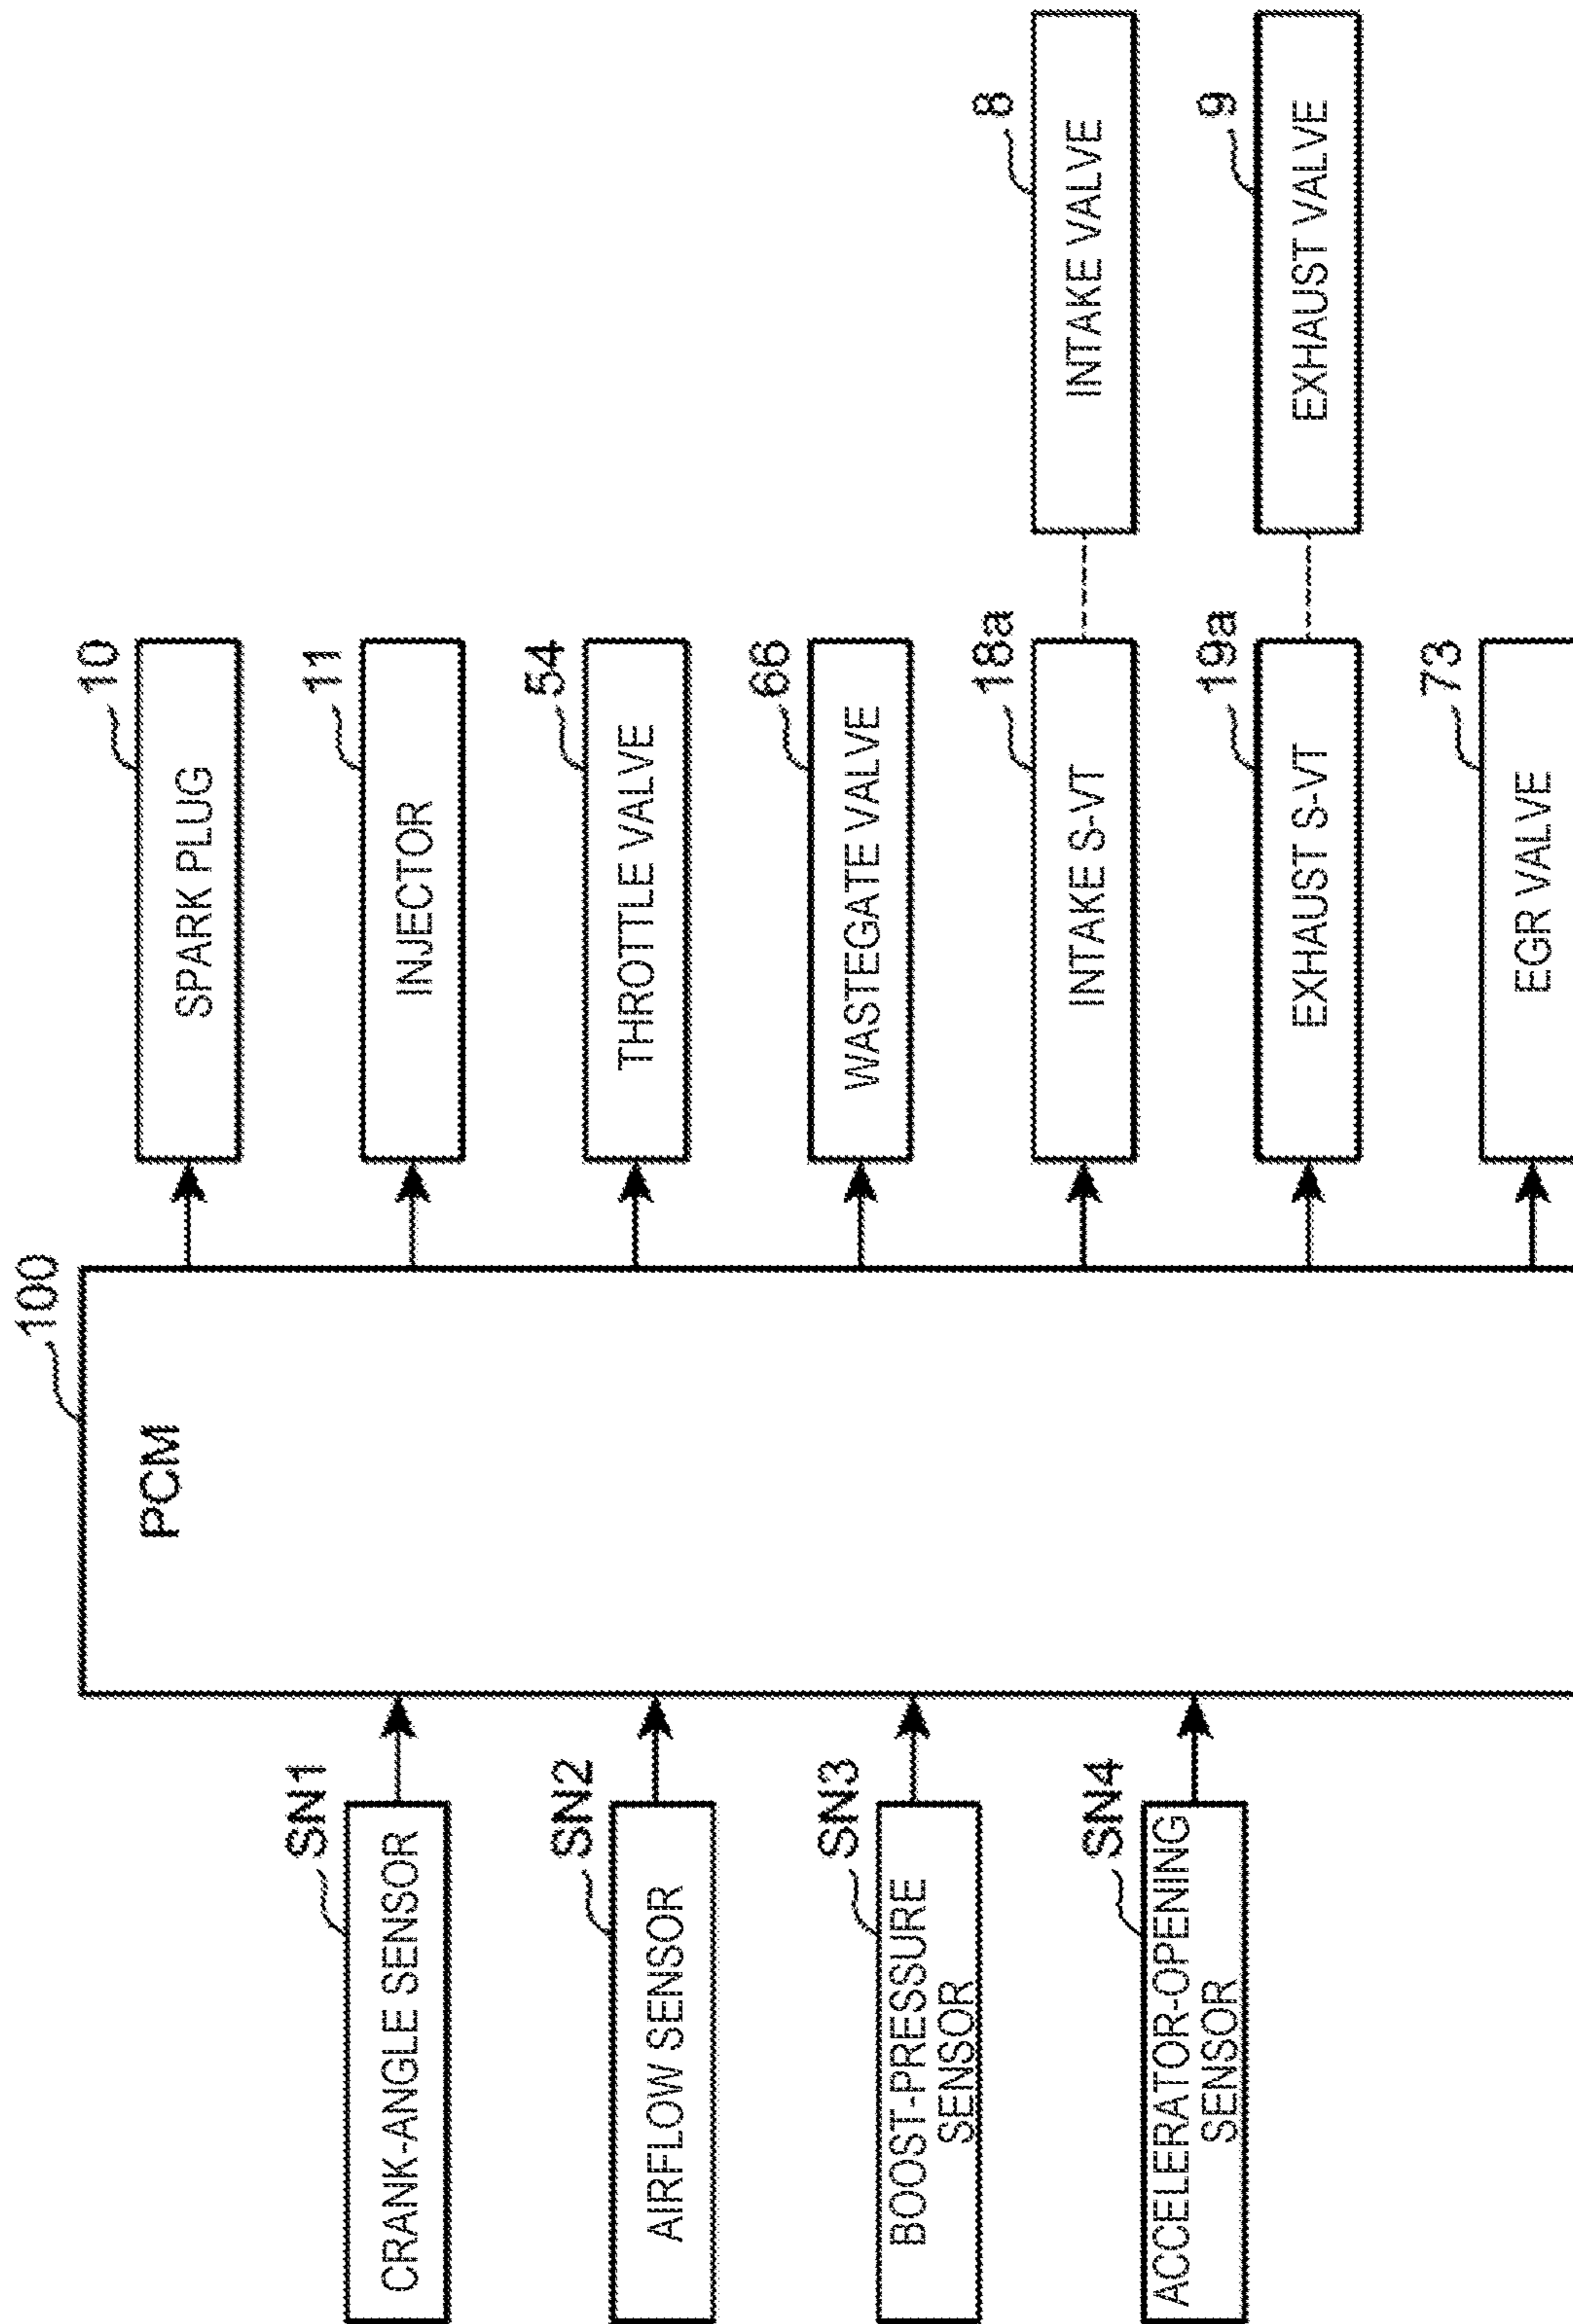 100
PCM
SN1
CRANK-ANGLE SENSOR
SN2
AIRFLOW SENSOR
SN3
BOOST-PRESSURE
SENSOR
SN4
ACCELERATOR-OPENING
SENSOR
10
SPARK PLUG
11
INJECTOR
54
THROTTLE VALVE
66
WASTEGATE VALVE
18a
INTAKE S-VT
8
INTAKE VALVE
19a
EXHAUST S-VT
9
EXHAUST VALVE
73
EGR VALVE